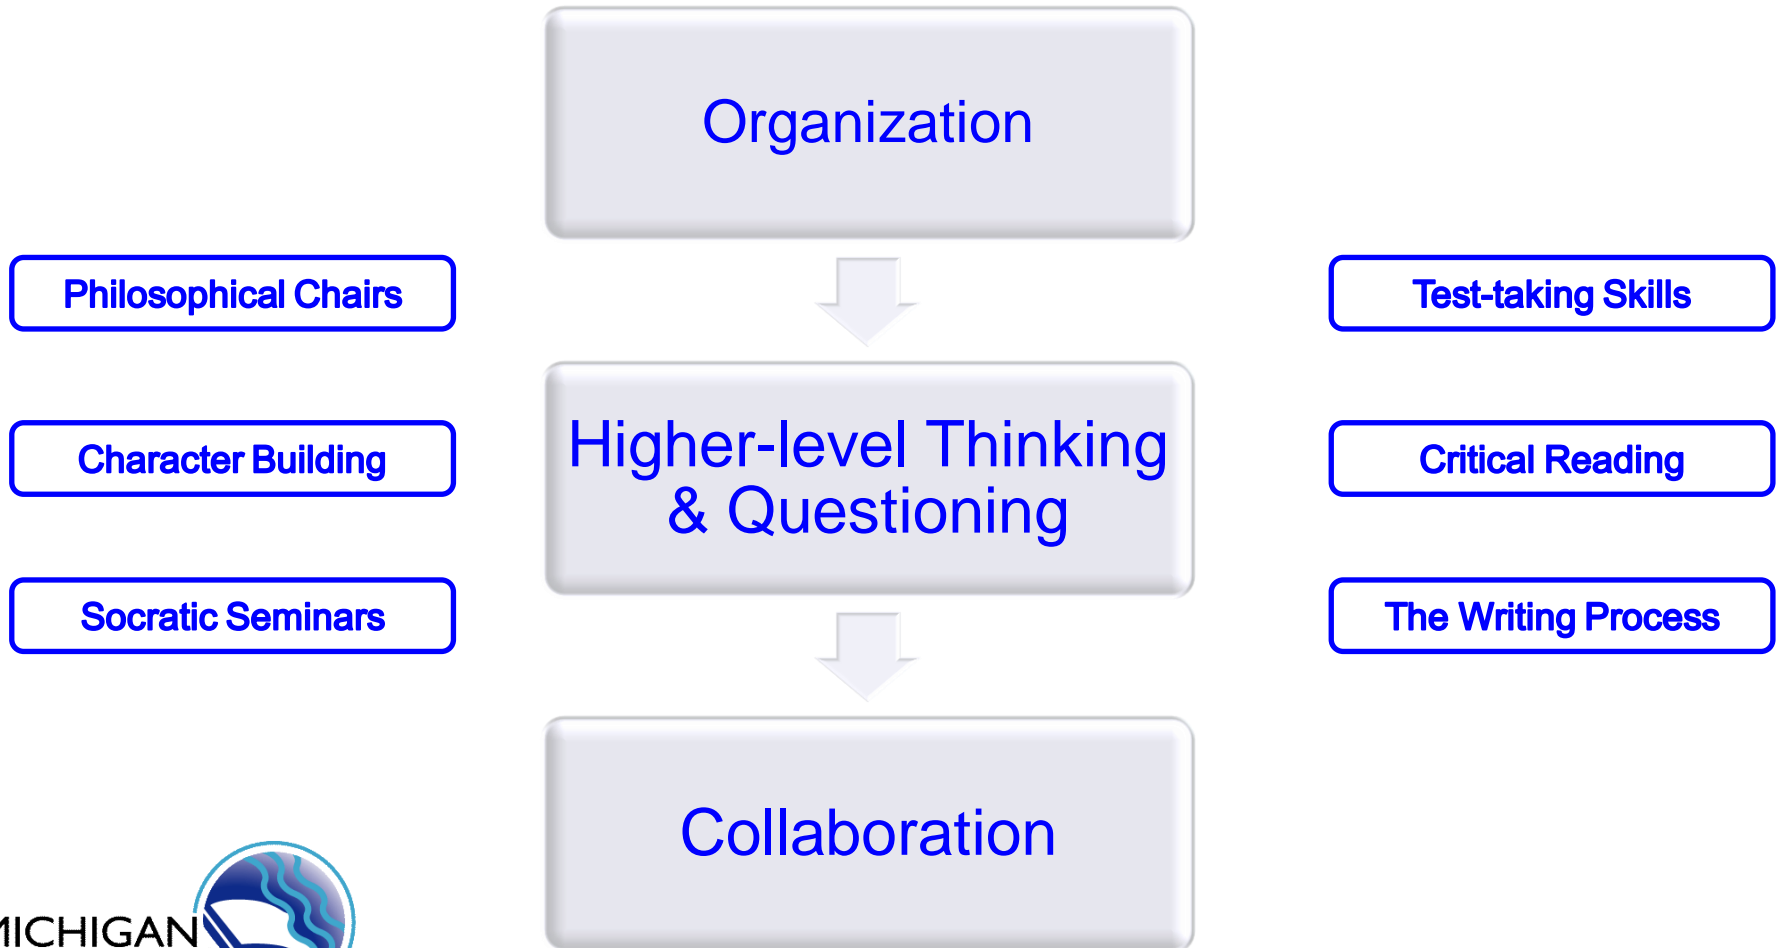 Organization
Philosophical Chairs
Test-taking Skills
Higher-level Thinking
& Questioning
Character Building
Critical Reading
Socratic Seminars
The Writing Process
Collaboration
MICHIGAN